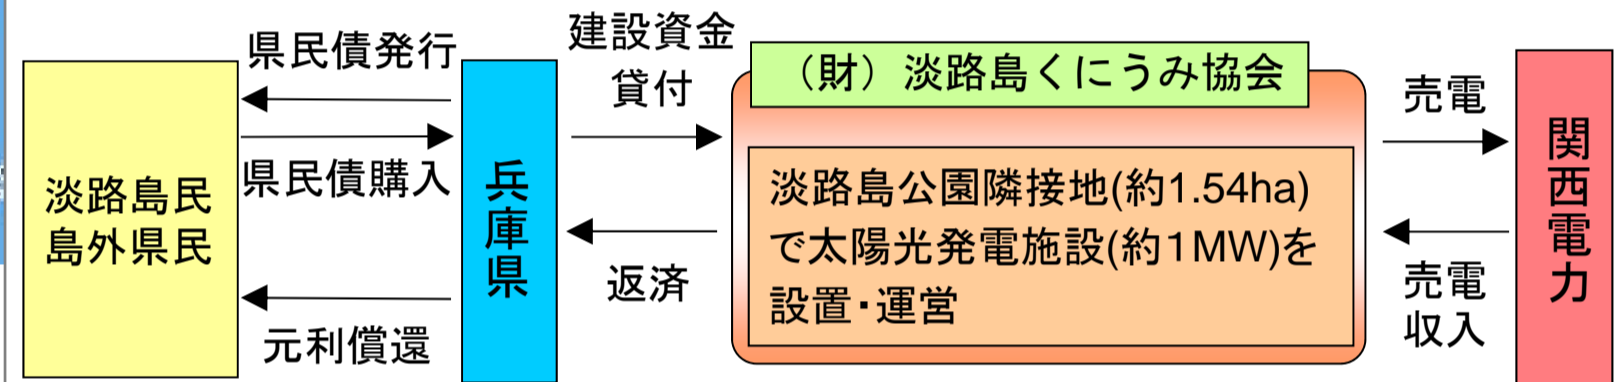 県民債発行
県民債購入
淡路島民
島外県民
元利償還
兵庫県
建設資金
貸付
返済
（財）淡路島くにうみ協会
淡路島公園隣接地(約1.54ha)
で太陽光発電施設(約１MW)を
設置・運営
売電
売電
収入
関西電力